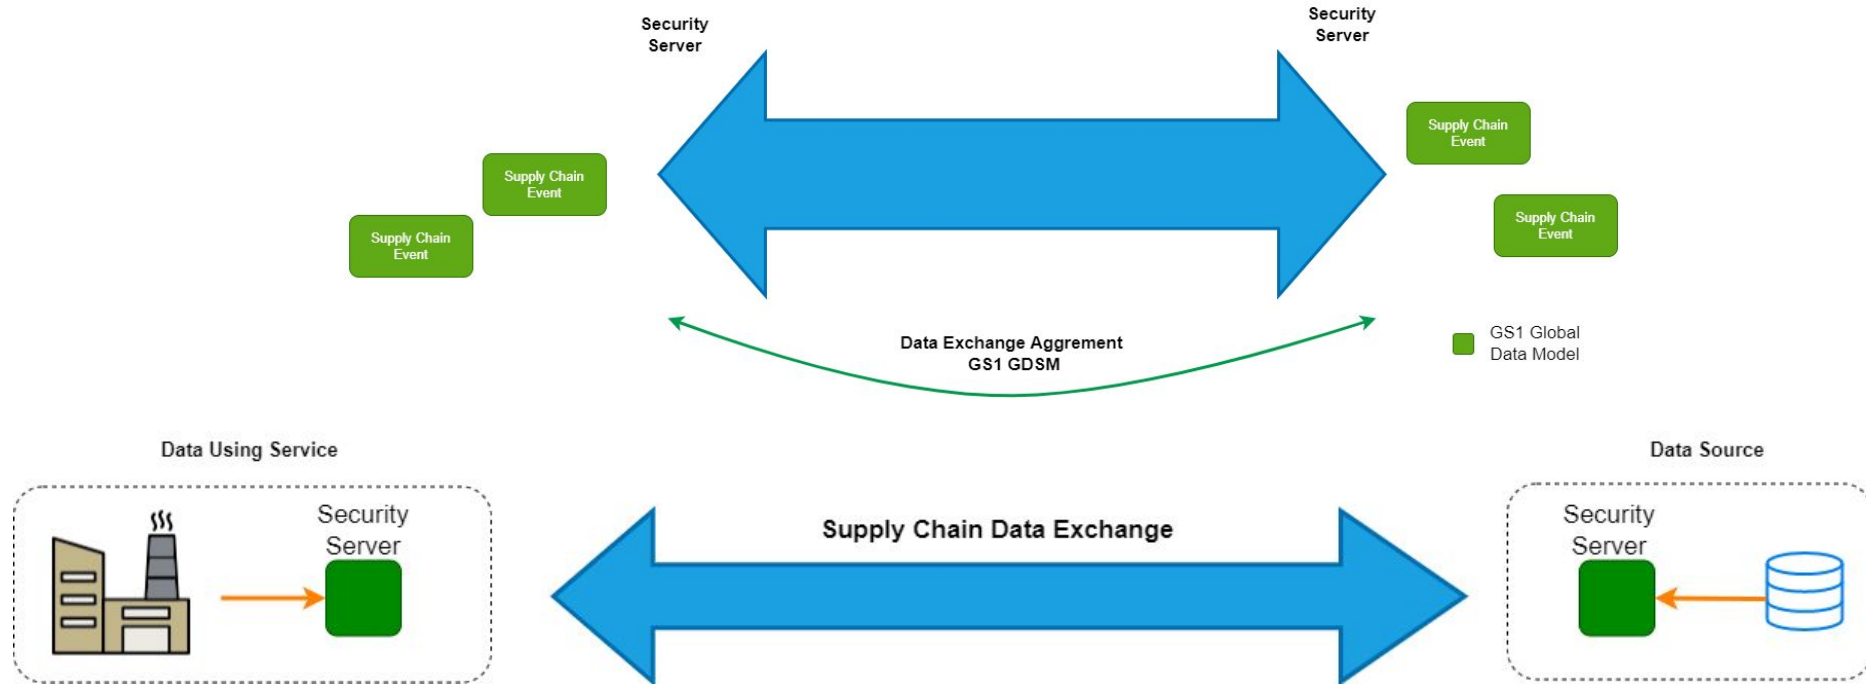 Security
Server
Security
Server
Supply Chain
Event
Supply Chain
Event
Supply Chain
Event
Supply Chain
Event
Data Exchange Aggrement
GS1 GDSM
GS1 Global
Data Model
Data Using Service
Data Source
Security
Server
Supply Chain Data Exchange
Security
Server